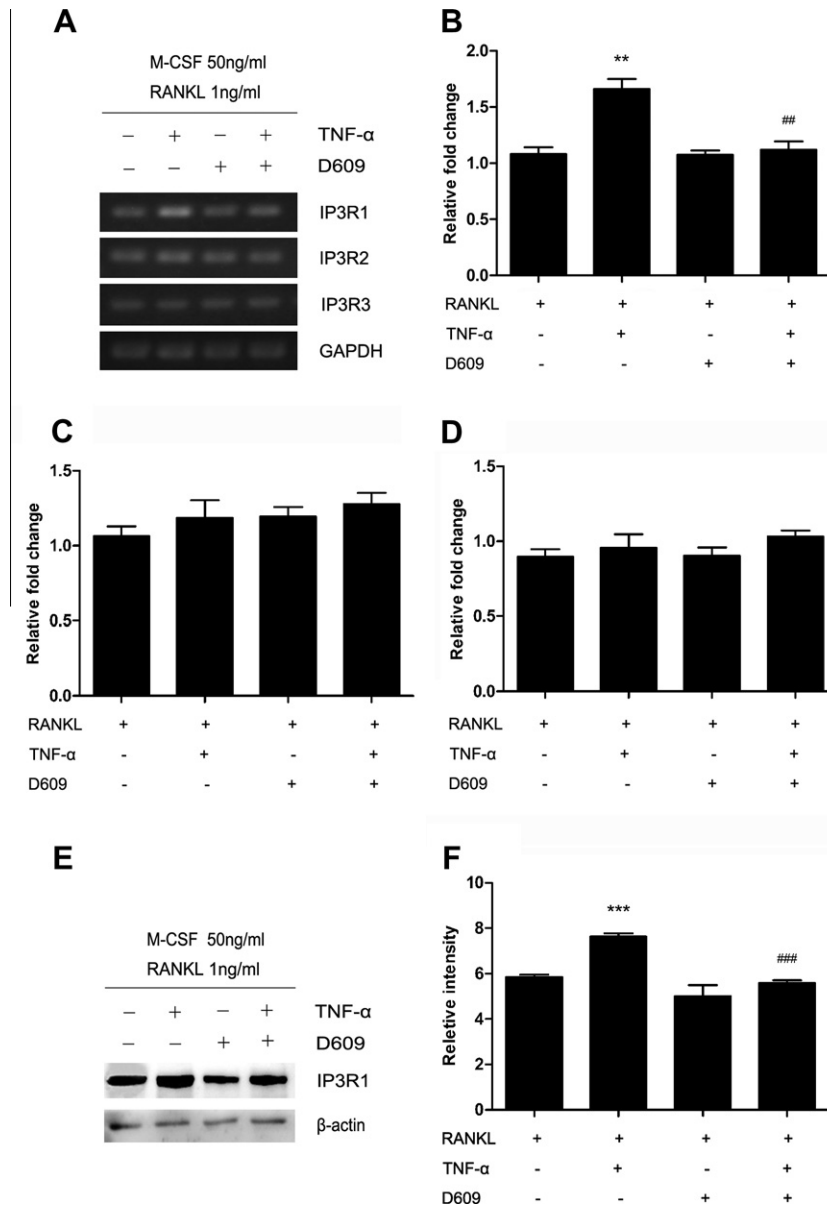 A
M-CSF 50ng/ml
RANKL 1ng/ml
− + − + TNF-α
− − + + D609
IP3R1
IP3R2
IP3R3
GAPDH
B
Relative fold change
2.0
1.5
1.0
0.5
0.0
**
##
RANKL + + + +
TNF-α - + - +
D609 - - + +
C
Relative fold change
1.5
1.0
0.5
0.0
RANKL + + + +
TNF-α - + - +
D609 - - + +
D
Relative fold change
1.5
1.0
0.5
0.0
RANKL + + + +
TNF-α - + - +
D609 - - + +
E
M-CSF 50ng/ml
RANKL 1ng/ml
− + − + TNF-α
− − + + D609
IP3R1
β-actin
F
Reletive intensity
10
8
6
4
2
0
***
###
RANKL + + + +
TNF-α - + - +
D609 - - + +